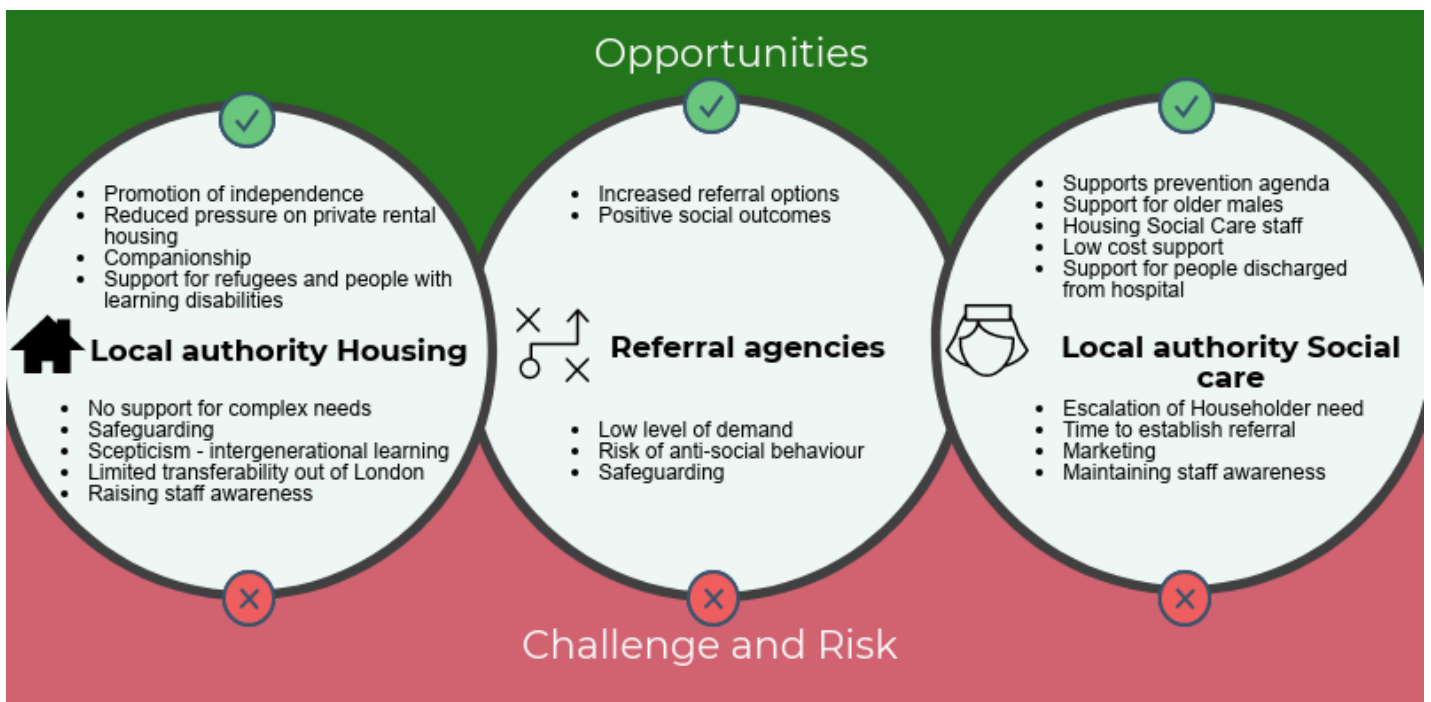 Opportunities
• Promotion of independence
• Reduced pressure on private rental
housing
• Companionship
• Support for refugees and people with
learning disabilities
Local authority Housing
• No support for complex needs
• Safeguarding
• Scepticism - intergenerational learning
• Limited transferability out of London
• Raising staff awareness
• Increased referral options
• Positive social outcomes
Referral agencies
• Low level of demand
• Risk of anti-social behaviour
• Safeguarding
• Supports prevention agenda
• Support for older males
• Housing Social Care staff
• Low cost support
• Support for people discharged
from hospital
Local authority Social
care
• Escalation of Householder need
• Time to establish referral
• Marketing
• Maintaining staff awareness
Challenge and Risk